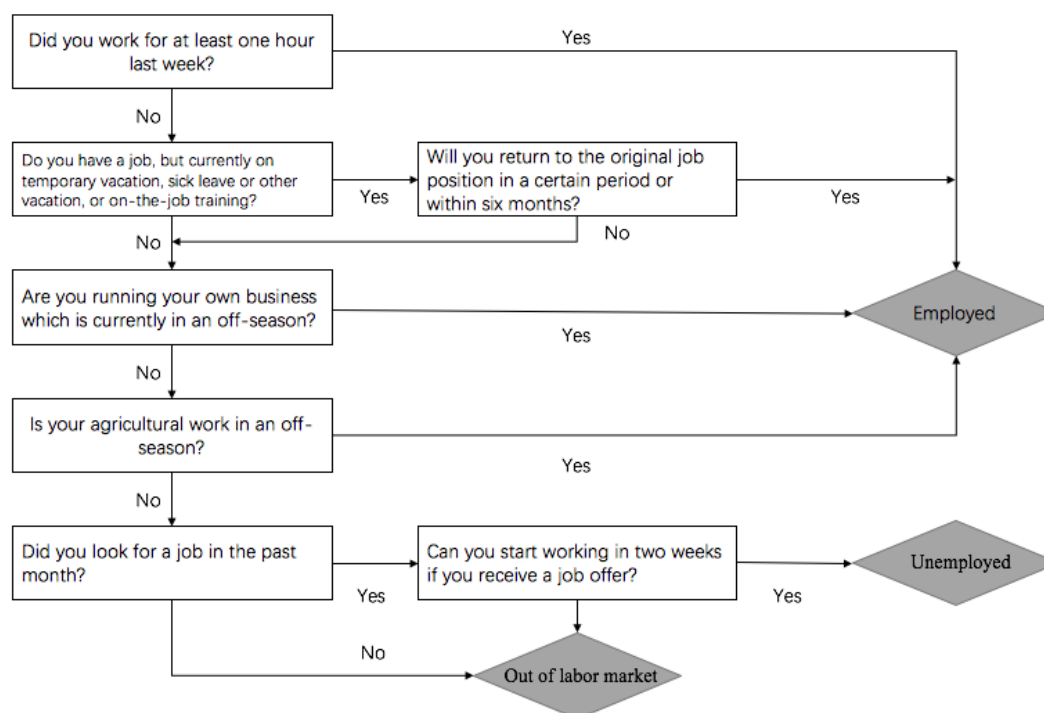 Did you work for at least one hour
last week?
Yes
No
Do you have a job, but currently on
temporary vacation, sick leave or other
vacation, or on-the-job training?
Yes
Will you return to the original job
position in a certain period or
within six months?
Yes
No
No
Are you running your own business
which is currently in an off-season?
Yes
Employed
No
Is your agricultural work in an off-
season?
Yes
No
Did you look for a job in the past
month?
Yes
Can you start working in two weeks
if you receive a job offer?
Yes
Unemployed
No
Out of labor market